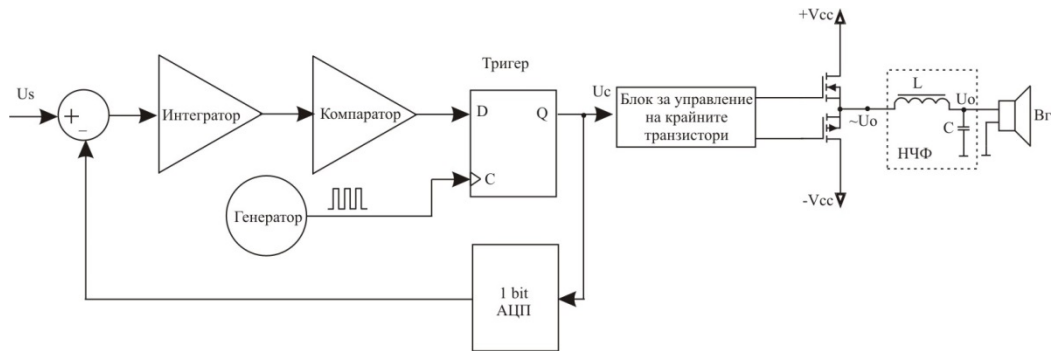 +Vcc
Тригер
Us
+
−
Интегратор
Компаратор
D
Q
C
Uc
Блок за управление
на крайните
транзистори
~Uo
L
Uo
C
НЧФ
Вг
Генератор
-Vcc
1 bit
АЦП